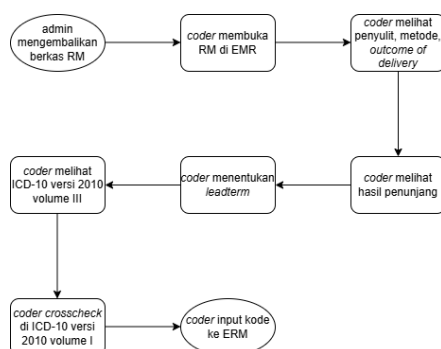 admin
mengembalikan
berkas RM
coder membuka
RM di EMR
coder melihat
penyulit, metode,
outcome of
delivery
coder melihat
hasil penunjang
coder menentukan
leadterm
coder melihat
ICD-10 versi 2010
volume III
coder crosscheck
di ICD-10 versi
2010 volume I
coder input kode
ke ERM